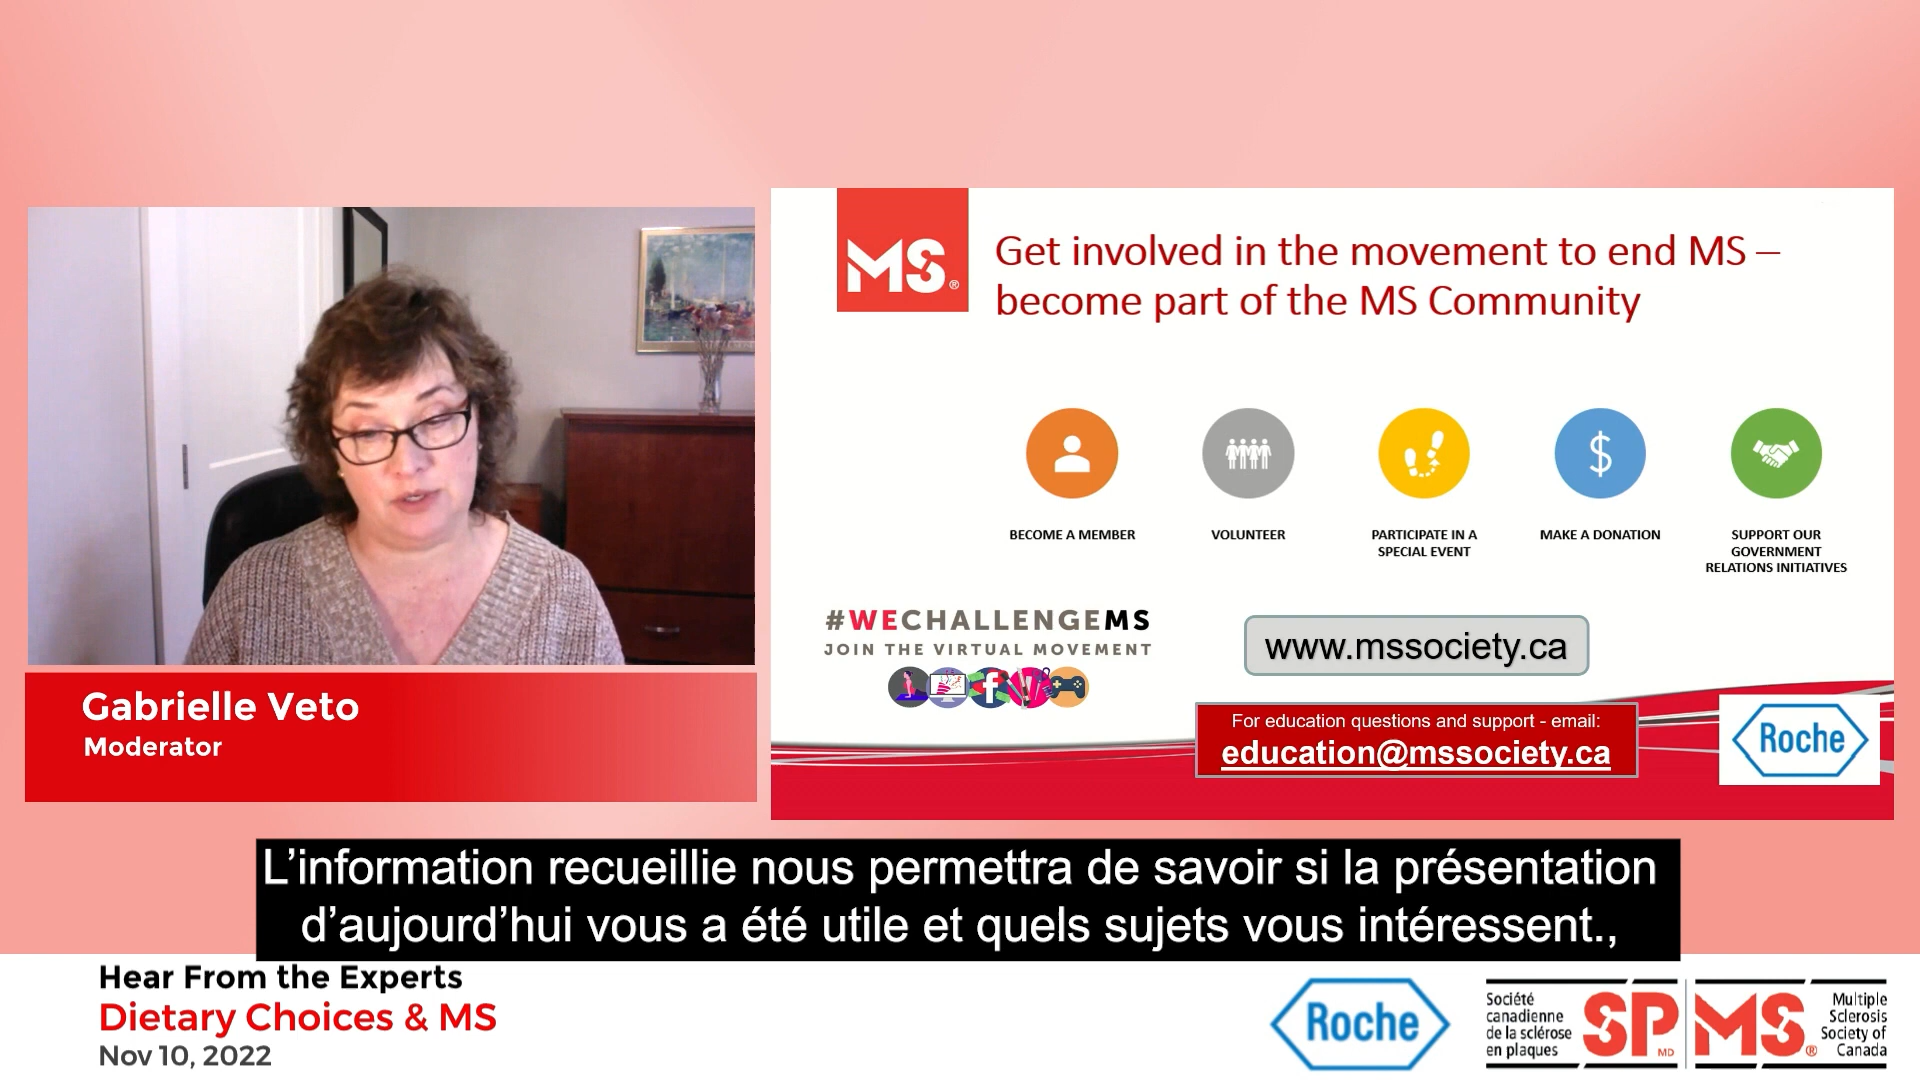 MS®
Get involved in the movement to end MS –
become part of the MS Community
BECOME A MEMBER
VOLUNTEER
PARTICIPATE IN A
SPECIAL EVENT
MAKE A DONATION
SUPPORT OUR
GOVERNMENT
RELATIONS INITIATIVES
#WECHALLENGEMS
JOIN THE VIRTUAL MOVEMENT
www.mssociety.ca
For education questions and support - email:
education@mssociety.ca
Roche
Gabrielle Veto
Moderator
L’information recueillie nous permettra de savoir si la présentation
d’aujourd’hui vous a été utile et quels sujets vous intéressent.,
Hear From the Experts
Dietary Choices & MS
Nov 10, 2022
Roche
Société
canadienne
de la sclérose
en plaques
SP MD
MS®
Multiple
Sclerosis
Society of
Canada